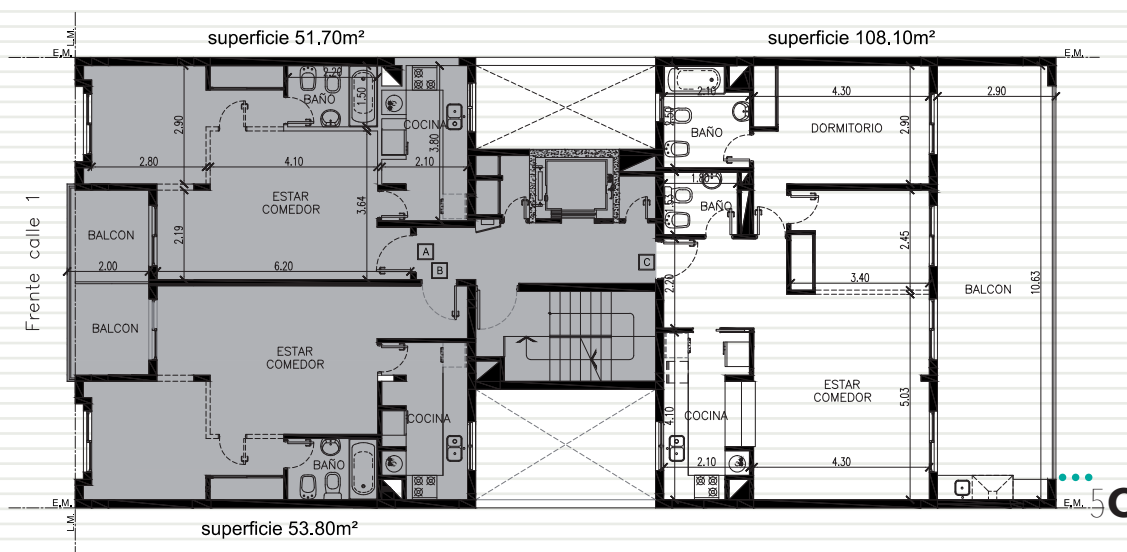 superficie 51.70m²
superficie 108.10m²
L.M.
E.M.
E.M.
BAÑO
1.50
2.10
4.30
2.90
COCINA
3.80
2.90
BAÑO
DORMITORIO
2.90
2.80
4.10
2.10
ESTAR
COMEDOR
3.64
BAÑO
BALCON
2.19
A
B
C
2.45
2.00
6.20
2.20
3.40
BALCON
10.63
Frente calle 1
BALCON
ESTAR
COMEDOR
ESTAR
COMEDOR
5.03
COCINA
COCINA
4.10
BAÑO
2.10
4.30
E.M.
E.M.
L.M.
5C
superficie 53.80m²